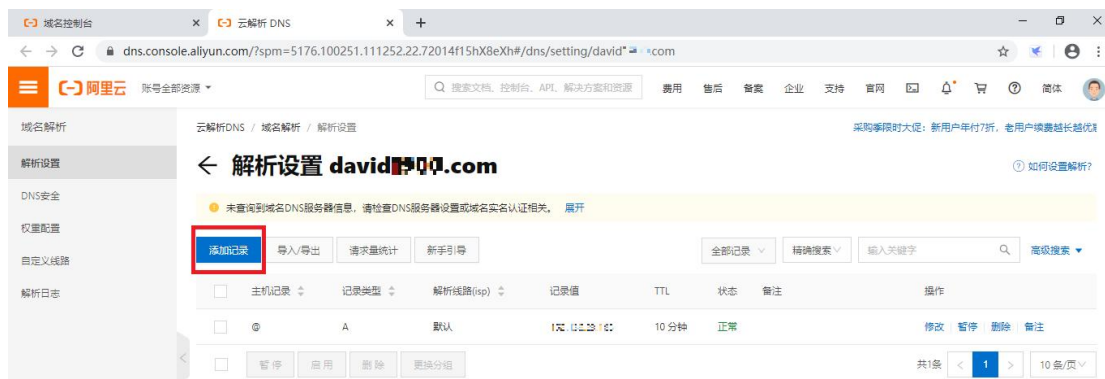 域名控制台 云解析 DNS
dns.console.aliyun.com/?spm=5176.100251.111252.22.72014f15hX8eXh#/dns/setting/david com
阿里云 账号全部资源 搜索文档、控制台、API、解决方案和资源 费用 售后 备案 企业 支持 官网 简体
域名解析 云解析DNS / 域名解析 / 解析设置 采购季限时大促：新用户年付7折，老用户续费越长越优惠
解析设置 ← 解析设置 david .com ? 如何设置解析?
DNS安全 未查询到域名DNS服务器信息，请检查DNS服务器设置或域名实名认证相关。 展开
权重配置
自定义线路 添加记录 导入/导出 请求量统计 新手引导 全部记录 精确搜索 输入关键字 高级搜索
解析日志 主机记录 记录类型 解析线路(isp) 记录值 TTL 状态 备注 操作
@ A 默认 10 分钟 正常 修改 暂停 删除 备注
暂停 启用 删除 更换分组 共1条 < 1 > 10 条/页